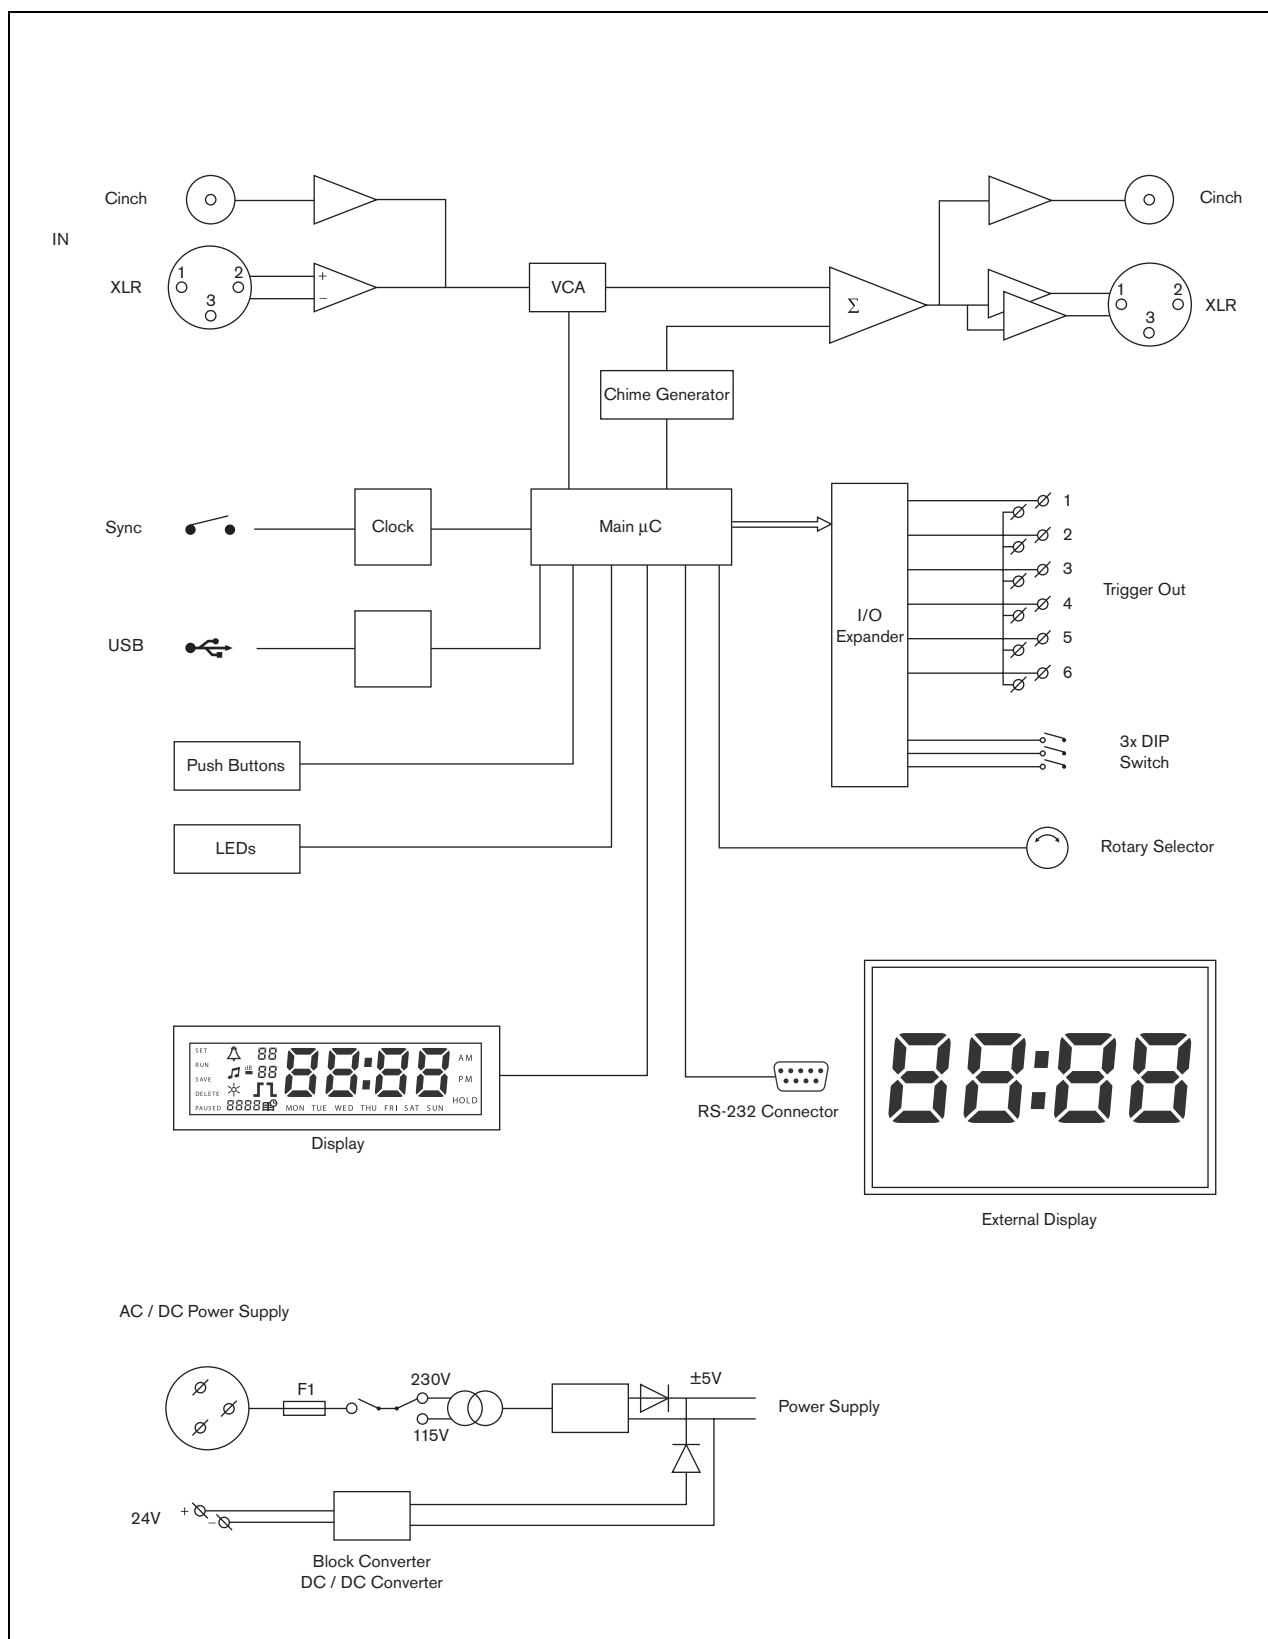 Cinch
Cinch
IN
XLR
1
2
3
+
−
VCA
Σ
1
2
3
XLR
Chime Generator
Sync
Clock
Main µC
1
2
3
4
5
6
Trigger Out
I/O
Expander
USB
3x DIP
Switch
Push Buttons
LEDs
Rotary Selector
SET
RUN
SAVE
DELETE
PAUSED
88
dB
88
8888
88:88
AM
PM
HOLD
MON TUE WED THU FRI SAT SUN
Display
RS-232 Connector
88:88
External Display
AC / DC Power Supply
F1
230V
115V
±5V
Power Supply
24V
+
−
Block Converter
DC / DC Converter